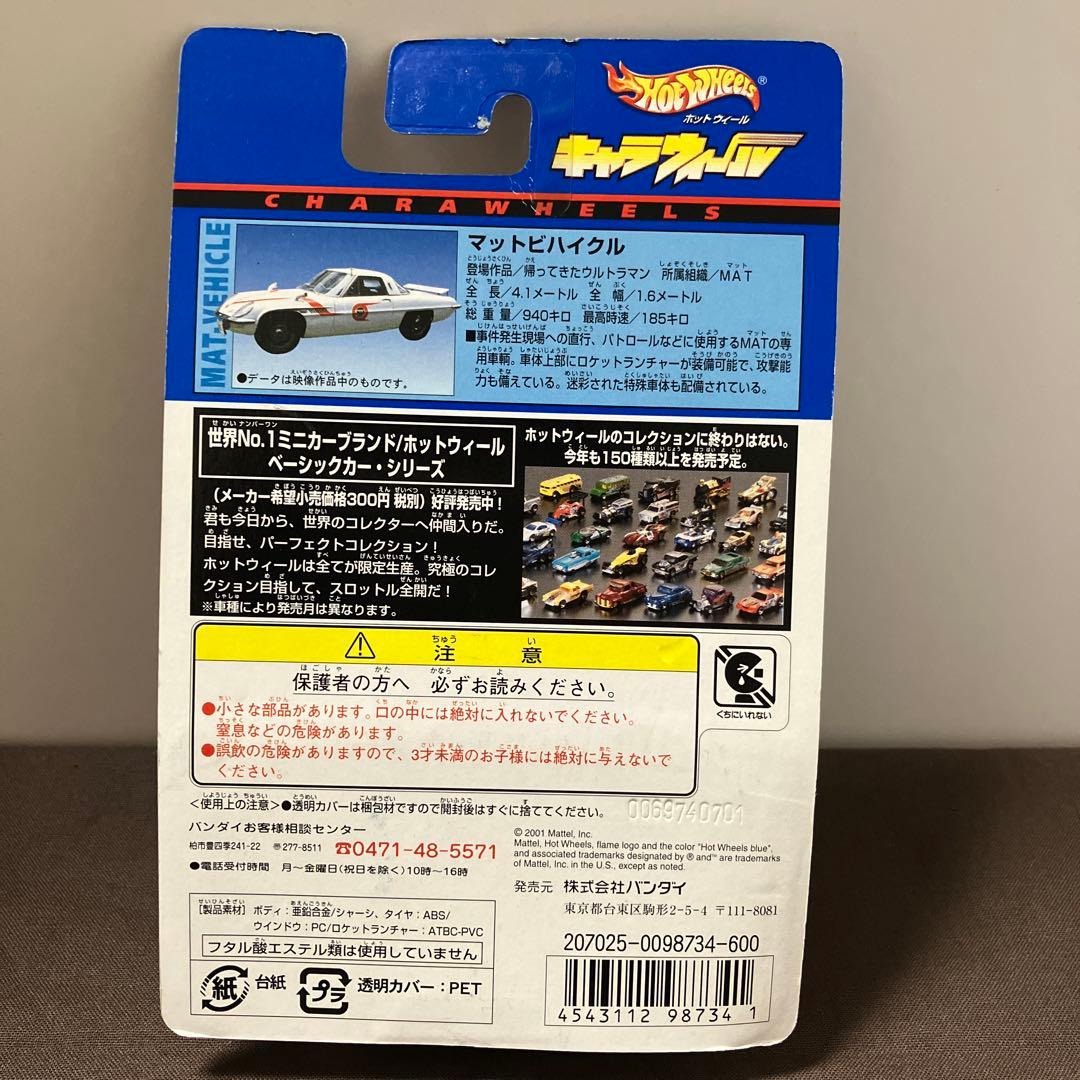 HOT WHEELS®
ホットウィール
キャラウィール
CHARAWHEELS
MAT-VEHICLE
マットビハイクル
登場作品/帰ってきたウルトラマン 所属組織/MAT
全長/4.1メートル 全幅/1.6メートル
総重量/940キロ 最高時速/185キロ
■事件発生現場への直行、パトロールなどに使用するMATの専
用車輌。車体上部にロケットランチャーが装備可能で、攻撃能
力も備えている。迷彩された特殊車体も配備されている。
●データは映像作品中のものです。
世界No.1ミニカーブランド/ホットウィール
ベーシックカー・シリーズ
(メーカー希望小売価格300円 税別)好評発売中!
君も今日から、世界のコレクターへ仲間入りだ。
目指せ、パーフェクトコレクション!
ホットウィールは全てが限定生産。究極のコレ
クション目指して、スロットル全開だ!
※車種により発売月は異なります。
ホットウィールのコレクションに終わりはない。
今年も150種類以上を発売予定。
⚠ 注意
保護者の方へ 必ずお読みください。
●小さな部品があります。口の中には絶対に入れないでください。
窒息などの危険があります。
●誤飲の危険がありますので、3才未満のお子様には絶対に与えないで
ください。
くちにいれない
<使用上の注意>●透明カバーは梱包材ですので開封後はすぐに捨ててください。
0069740701
バンダイお客様相談センター
柏市豊四季241-22 〠277-8511 ☎0471-48-5571
●電話受付時間 月〜金曜日(祝日を除く)10時〜16時
© 2001 Mattel, Inc.
Mattel, Hot Wheels, flame logo and the color "Hot Wheels blue",
and associated trademarks designated by ® and™ are trademarks
of Mattel, Inc. in the U.S., except as noted.
発売元 株式会社バンダイ
東京都台東区駒形2-5-4 〒111-8081
[製品素材] ボディ:亜鉛合金/シャーシ、タイヤ:ABS/
ウインドウ:PC/ロケットランチャー:ATBC-PVC
フタル酸エステル類は使用していません
紙 台紙 プラ 透明カバー:PET
207025-0098734-600
4543112 98734 1